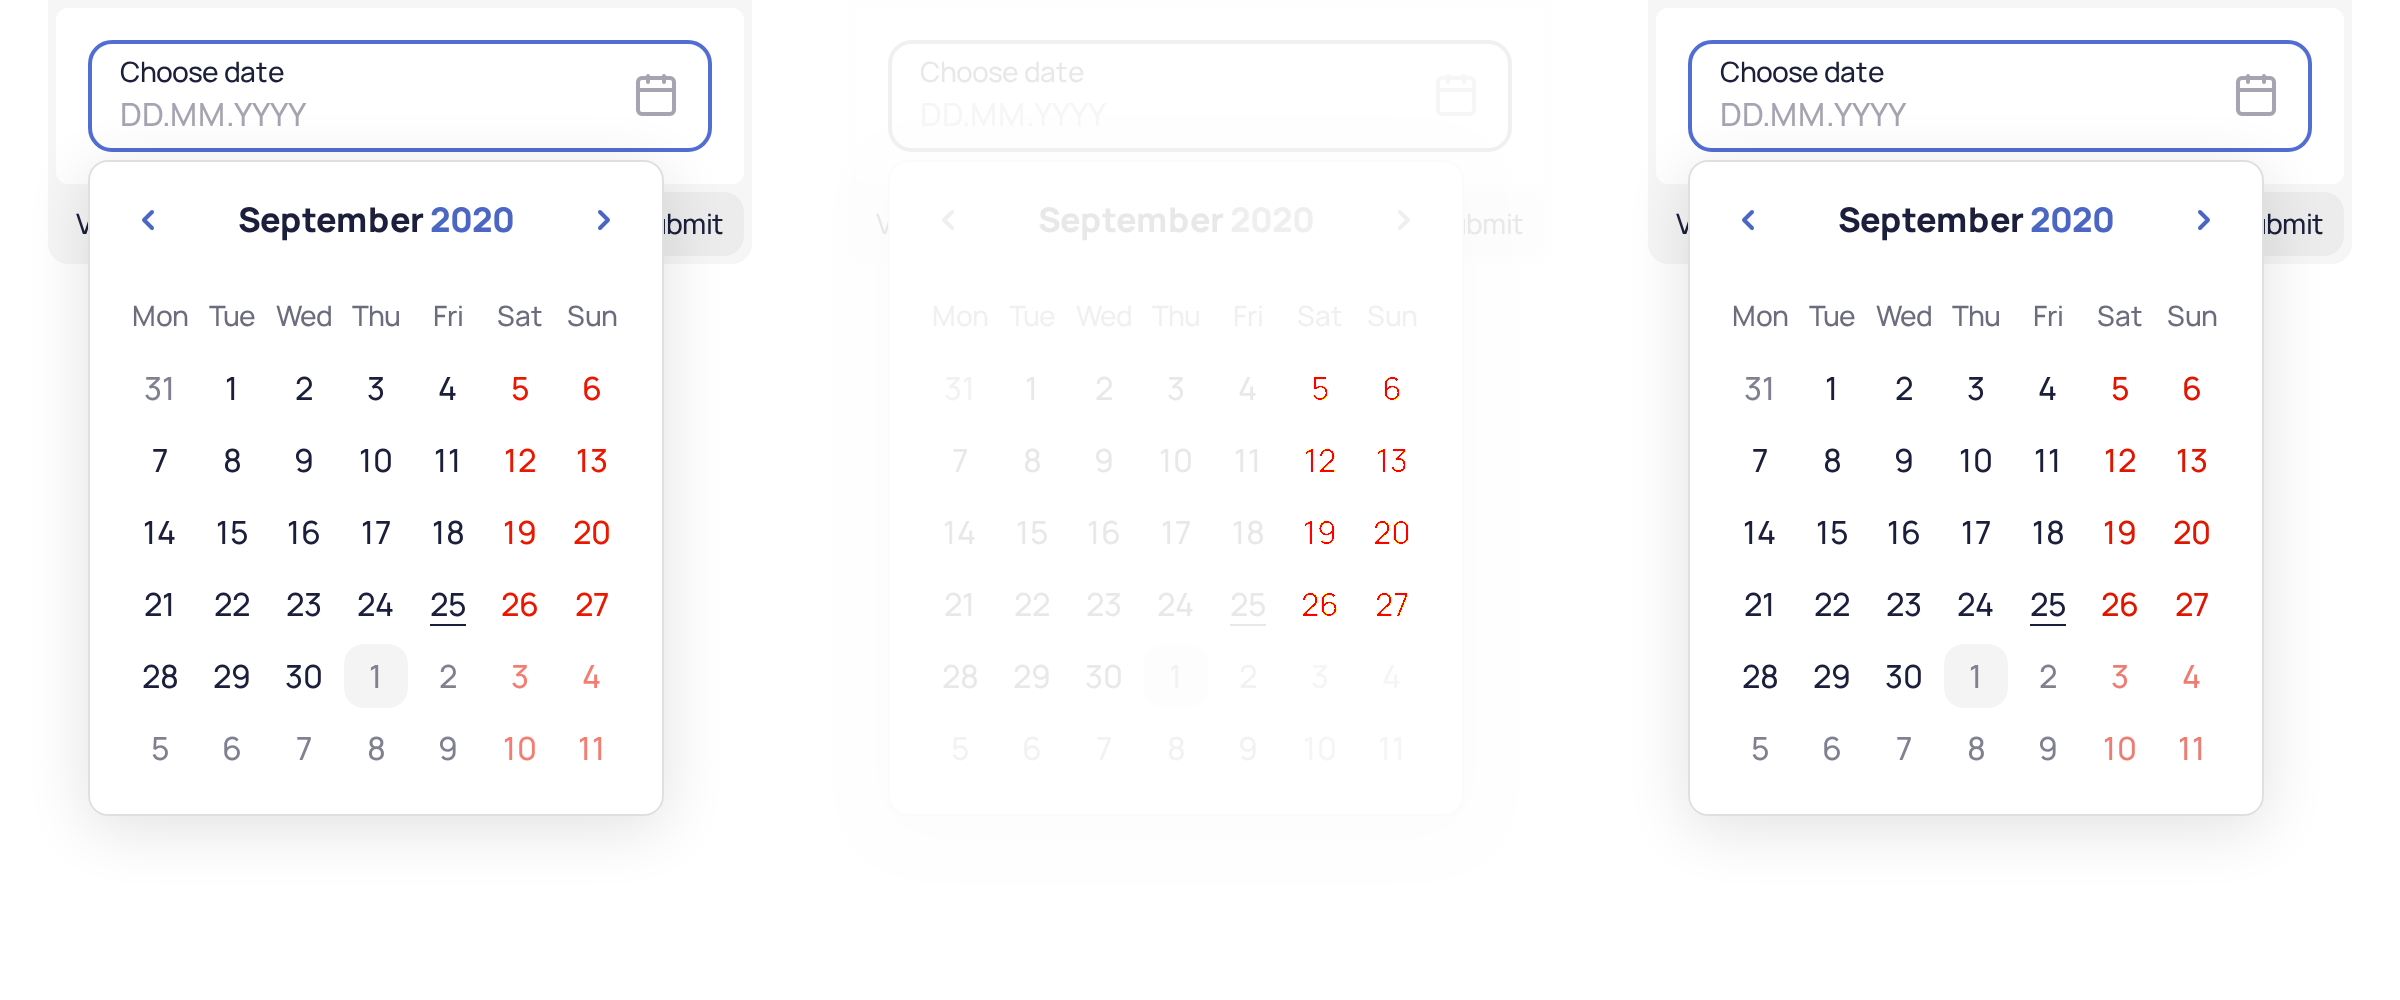 Choose date
DD.MM.YYYY
September 2020
ubmit
Mon Tue Wed Thu Fri Sat Sun
31 1 2 3 4 5 6
7 8 9 10 11 12 13
14 15 16 17 18 19 20
21 22 23 24 25 26 27
28 29 30 1 2 3 4
5 6 7 8 9 10 11
Choose date
DD.MM.YYYY
September 2020
ubmit
Mon Tue Wed Thu Fri Sat Sun
31 1 2 3 4 5 6
7 8 9 10 11 12 13
14 15 16 17 18 19 20
21 22 23 24 25 26 27
28 29 30 1 2 3 4
5 6 7 8 9 10 11
Choose date
DD.MM.YYYY
September 2020
ubmit
Mon Tue Wed Thu Fri Sat Sun
31 1 2 3 4 5 6
7 8 9 10 11 12 13
14 15 16 17 18 19 20
21 22 23 24 25 26 27
28 29 30 1 2 3 4
5 6 7 8 9 10 11